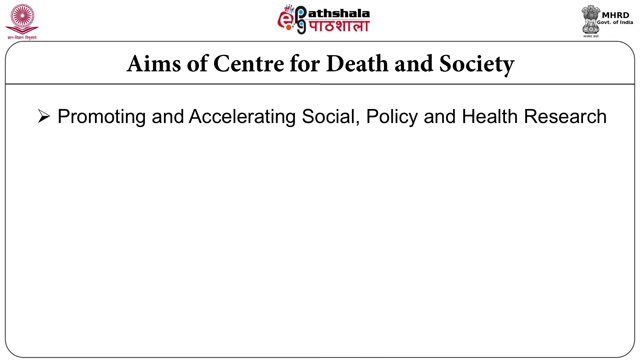 ePathshala
पाठशाला
MHRD
Govt. of India
Aims of Centre for Death and Society
➢ Promoting and Accelerating Social, Policy and Health Research